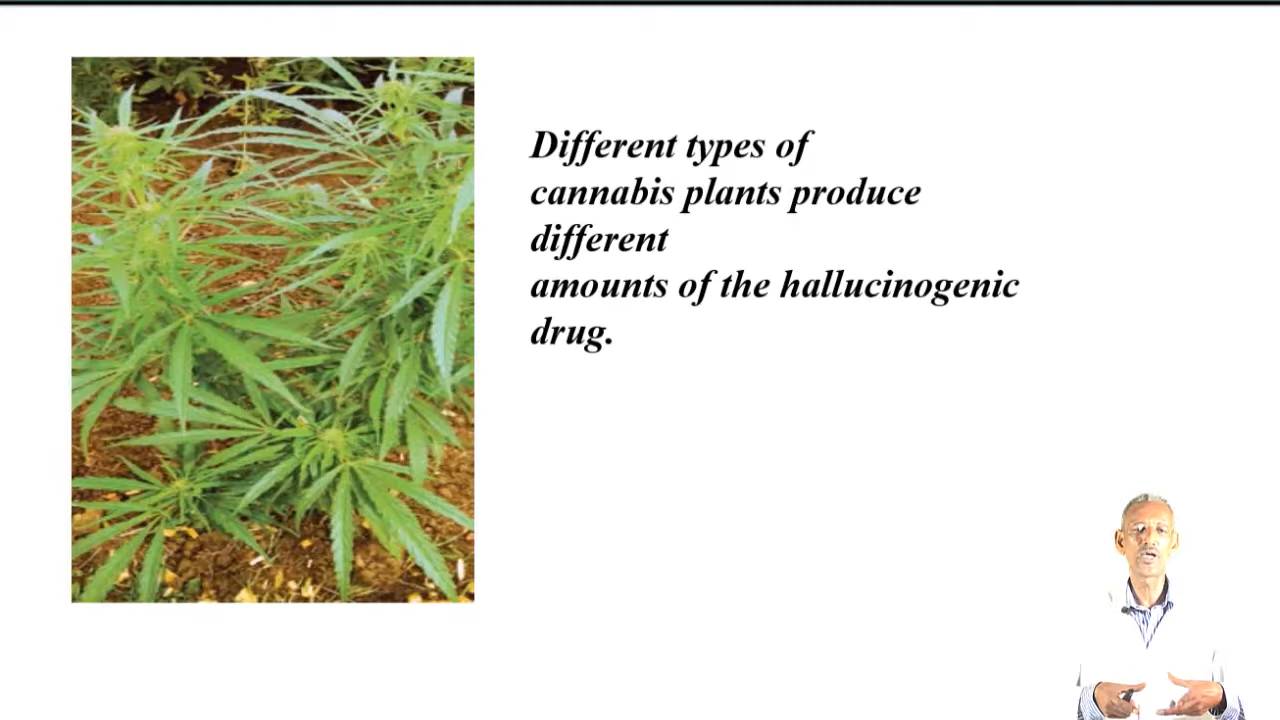 Different types of
cannabis plants produce
different
amounts of the hallucinogenic
drug.